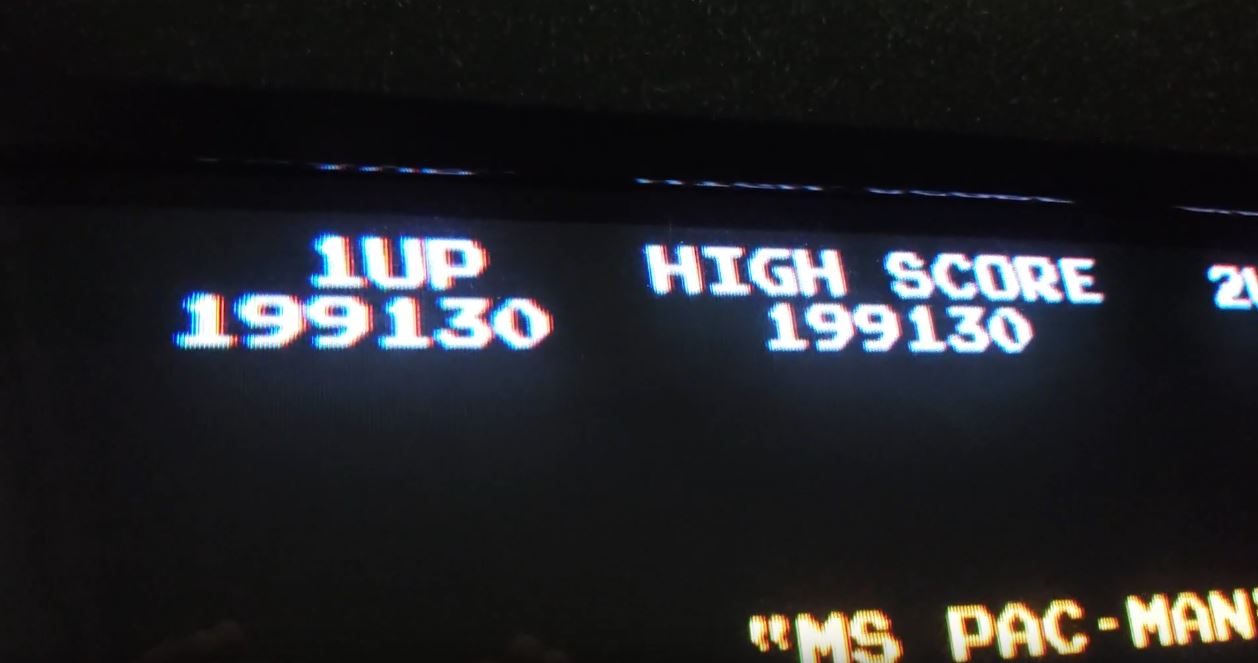 1UP HIGH SCORE
199130 199130
"MS PAC-MAN